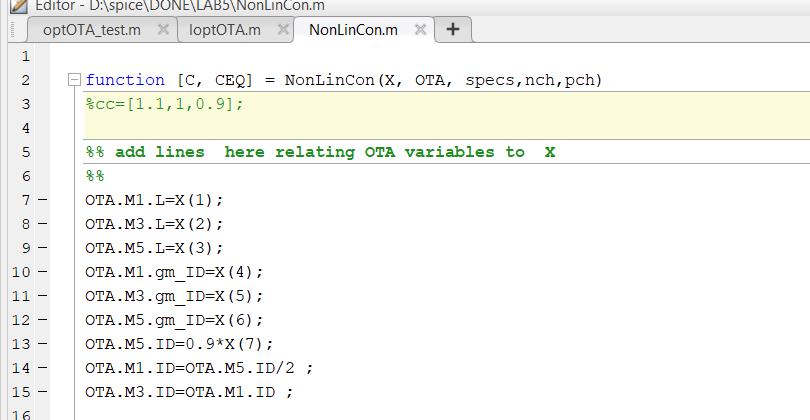 Editor - D:\spice\DONE\LAB5\NonLinCon.m
optOTA_test.m × IoptOTA.m × NonLinCon.m × +
1
2 function [C, CEQ] = NonLinCon(X, OTA, specs,nch,pch)
3 %cc=[1.1,1,0.9];
4
5 %% add lines  here relating OTA variables to  X
6 %%
7 – OTA.M1.L=X(1);
8 – OTA.M3.L=X(2);
9 – OTA.M5.L=X(3);
10 – OTA.M1.gm_ID=X(4);
11 – OTA.M3.gm_ID=X(5);
12 – OTA.M5.gm_ID=X(6);
13 – OTA.M5.ID=0.9*X(7);
14 – OTA.M1.ID=OTA.M5.ID/2 ;
15 – OTA.M3.ID=OTA.M1.ID ;
16